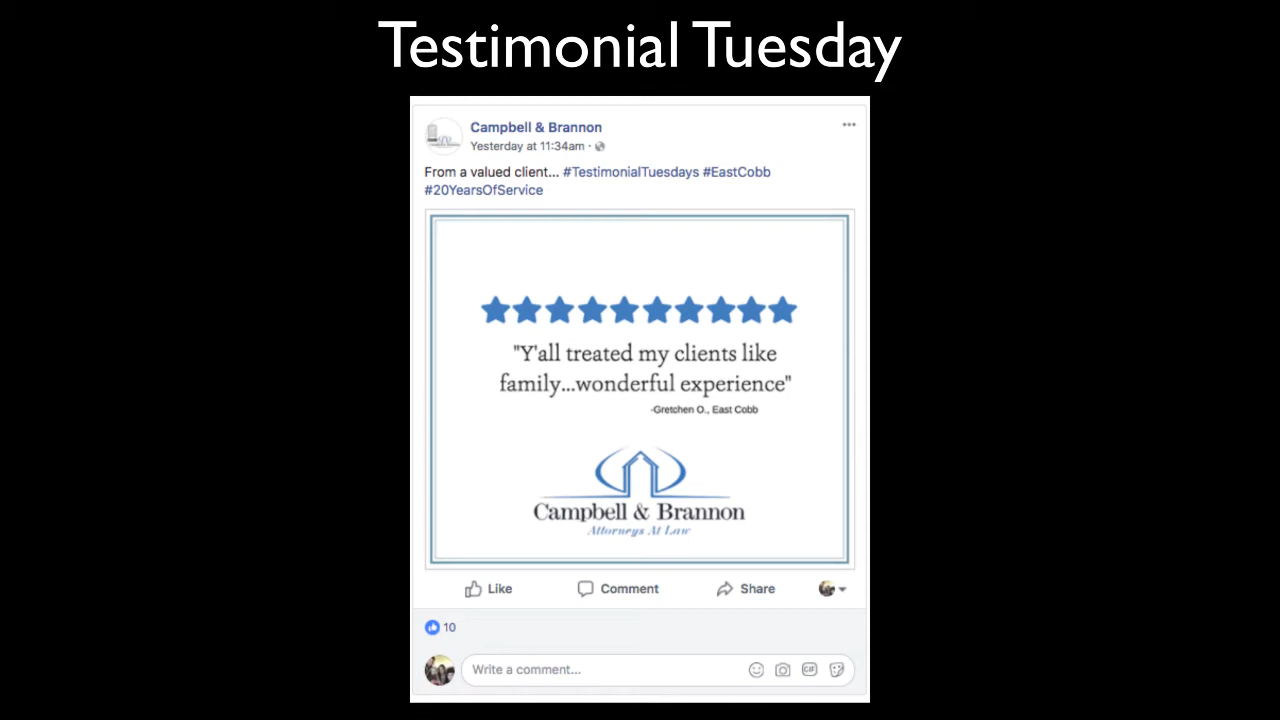 Testimonial Tuesday
Campbell & Brannon
Yesterday at 11:34am ·
From a valued client... #TestimonialTuesdays #EastCobb
#20YearsOfService
"Y'all treated my clients like
family...wonderful experience"
-Gretchen O., East Cobb
Campbell & Brannon
Attorneys At Law
Like Comment Share
10
Write a comment...
GIF